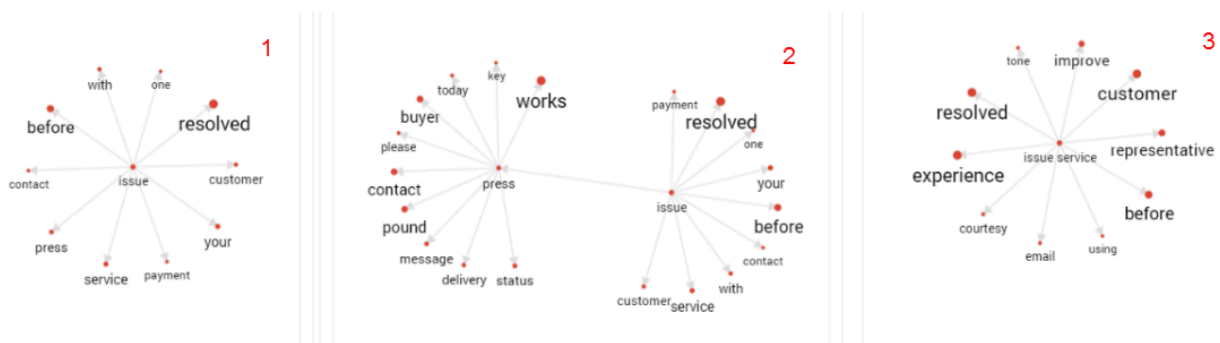 1
with
one
before
resolved
issue
contact
customer
press
your
service
payment
2
key
today
works
buyer
please
press
contact
pound
message
delivery
status
payment
resolved
one
your
issue
before
contact
with
customer
service
3
tone
improve
customer
resolved
representative
issue service
experience
before
courtesy
using
email